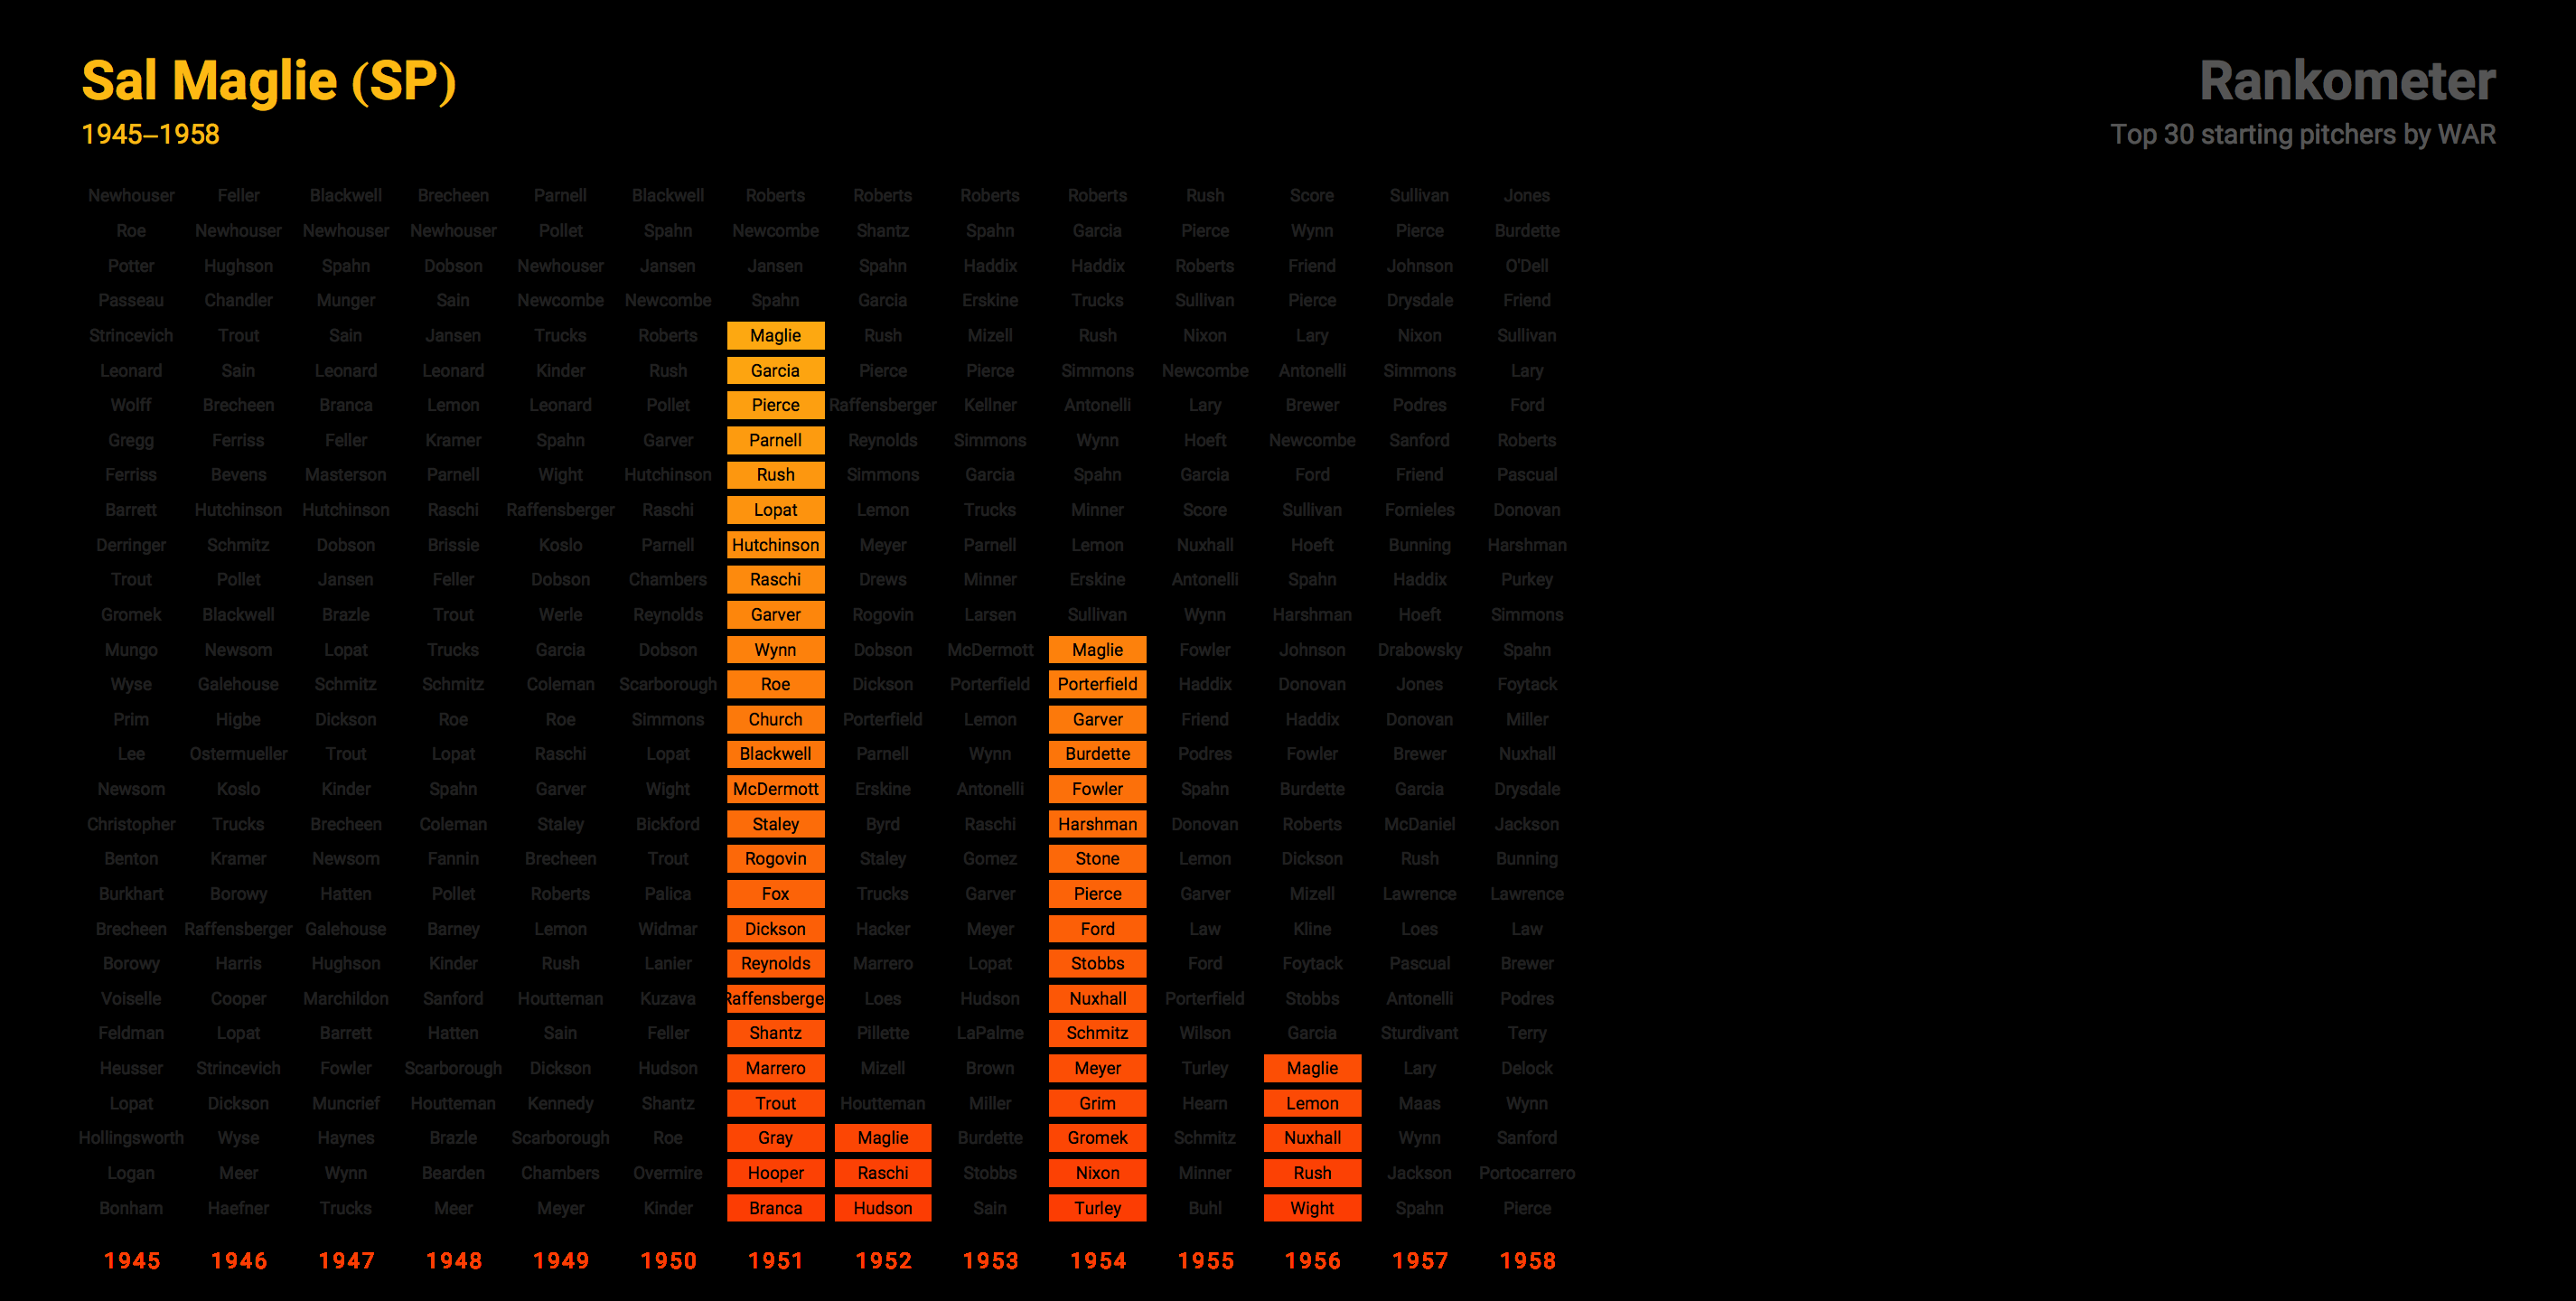 Sal Maglie (SP)
1945–1958
Rankometer
Top 30 starting pitchers by WAR
Newhouser Feller Blackwell Brecheen Parnell Blackwell Roberts Roberts Roberts Roberts Rush Score Sullivan Jones
Roe Newhouser Newhouser Newhouser Pollet Spahn Newcombe Shantz Spahn Garcia Pierce Wynn Pierce Burdette
Potter Hughson Spahn Dobson Newhouser Jansen Jansen Spahn Haddix Haddix Roberts Friend Johnson O'Dell
Passeau Chandler Munger Sain Newcombe Newcombe Spahn Garcia Erskine Trucks Sullivan Pierce Drysdale Friend
Strincevich Trout Sain Jansen Trucks Roberts Maglie Rush Mizell Rush Nixon Lary Nixon Sullivan
Leonard Sain Leonard Leonard Kinder Rush Garcia Pierce Pierce Simmons Newcombe Antonelli Simmons Lary
Wolff Brecheen Branca Lemon Leonard Pollet Pierce Raffensberger Kellner Antonelli Lary Brewer Podres Ford
Gregg Ferriss Feller Kramer Spahn Garver Parnell Reynolds Simmons Wynn Hoeft Newcombe Sanford Roberts
Ferriss Bevens Masterson Parnell Wight Hutchinson Rush Simmons Garcia Spahn Garcia Ford Friend Pascual
Barrett Hutchinson Hutchinson Raschi Raffensberger Raschi Lopat Lemon Trucks Minner Score Sullivan Fornieles Donovan
Derringer Schmitz Dobson Brissie Koslo Parnell Hutchinson Meyer Parnell Lemon Nuxhall Hoeft Bunning Harshman
Trout Pollet Jansen Feller Dobson Chambers Raschi Drews Minner Erskine Antonelli Spahn Haddix Purkey
Gromek Blackwell Brazle Trout Werle Reynolds Garver Rogovin Larsen Sullivan Wynn Harshman Hoeft Simmons
Mungo Newsom Lopat Trucks Garcia Dobson Wynn Dobson McDermott Maglie Fowler Johnson Drabowsky Spahn
Wyse Galehouse Schmitz Schmitz Coleman Scarborough Roe Dickson Porterfield Porterfield Haddix Donovan Jones Foytack
Prim Higbe Dickson Roe Roe Simmons Church Porterfield Lemon Garver Friend Haddix Donovan Miller
Lee Ostermueller Trout Lopat Raschi Lopat Blackwell Parnell Wynn Burdette Podres Fowler Brewer Nuxhall
Newsom Koslo Kinder Spahn Garver Wight McDermott Erskine Antonelli Fowler Spahn Burdette Garcia Drysdale
Christopher Trucks Brecheen Coleman Staley Bickford Staley Byrd Raschi Harshman Donovan Roberts McDaniel Jackson
Benton Kramer Newsom Fannin Brecheen Trout Rogovin Staley Gomez Stone Lemon Dickson Rush Bunning
Burkhart Borowy Hatten Pollet Roberts Palica Fox Trucks Garver Pierce Garver Mizell Lawrence Lawrence
Brecheen Raffensberger Galehouse Barney Lemon Widmar Dickson Hacker Meyer Ford Law Kline Loes Law
Borowy Harris Hughson Kinder Rush Lanier Reynolds Marrero Lopat Stobbs Ford Foytack Pascual Brewer
Voiselle Cooper Marchildon Sanford Houtteman Kuzava Raffensberge Loes Hudson Nuxhall Porterfield Stobbs Antonelli Podres
Feldman Lopat Barrett Hatten Sain Feller Shantz Pillette LaPalme Schmitz Wilson Garcia Sturdivant Terry
Heusser Strincevich Fowler Scarborough Dickson Hudson Marrero Mizell Brown Meyer Turley Maglie Lary Delock
Lopat Dickson Muncrief Houtteman Kennedy Shantz Trout Houtteman Miller Grim Hearn Lemon Maas Wynn
Hollingsworth Wyse Haynes Brazle Scarborough Roe Gray Maglie Burdette Gromek Schmitz Nuxhall Wynn Sanford
Logan Meer Wynn Bearden Chambers Overmire Hooper Raschi Stobbs Nixon Minner Rush Jackson Portocarrero
Bonham Haefner Trucks Meer Meyer Kinder Branca Hudson Sain Turley Buhl Wight Spahn Pierce
1945 1946 1947 1948 1949 1950 1951 1952 1953 1954 1955 1956 1957 1958